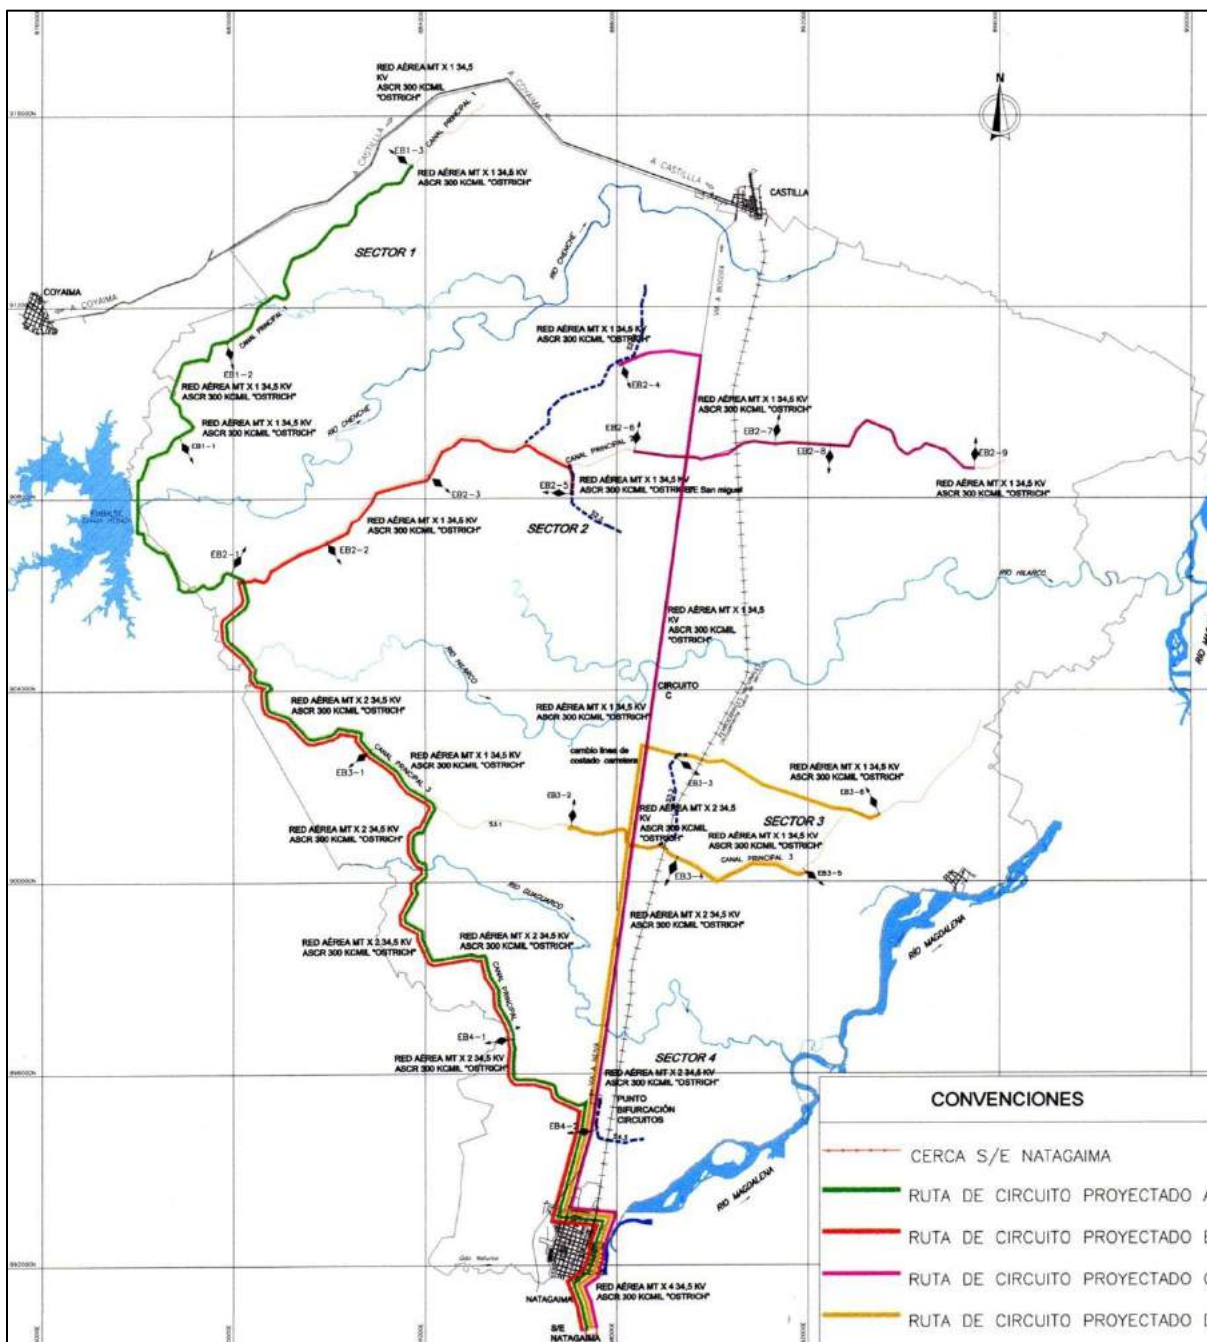 RED AÉREA MT X 1 34,5
KV
ASCR 300 KCMIL
"OSTRICH"
A. COYAIMA
CANAL PRINCIPAL 1
A. CASTILLLA
EB1-3
RED AÉREA MT X 1 34,5 KV
ASCR 300 KCMIL "OSTRICH"
A. CASTILLLA
CASTILLA
N
SECTOR 1
RIO CHENCHE
VIA A BOGOTA
COYAIMA
A. COYAIMA
CANAL PRINCIPAL 1
RED AÉREA MT X 1 34,5 KV
ASCR 300 KCMIL "OSTRICH"
EB1-2
EB2-4
RED AÉREA MT X 1 34,5 KV
ASCR 300 KCMIL "OSTRICH"
RED AÉREA MT X 1 34,5 KV
ASCR 300 KCMIL "OSTRICH"
RIO CHENCHE
RED AÉREA MT X 1 34,5 KV
ASCR 300 KCMIL "OSTRICH"
EB1-1
EB2-6
EB2-7
CANAL PRINCIPAL 2
EB2-8
EB2-9
RED AÉREA MT X 1 34,5 KV
ASCR 300 KCMIL "OSTRICH"
RED AÉREA MT X 1 34,5 KV
EB2-5
EB2-3
San miguel
SECTOR 2
RED AÉREA MT X 1 34,5 KV
ASCR 300 KCMIL "OSTRICH"
EB2-1
EB2-2
RIO HILARCO
RED AÉREA MT X 1 34,5
KV
ASCR 300 KCMIL
"OSTRICH"
RIO HILARCO
CIRCUITO
C
RED AÉREA MT X 2 34,5 KV
ASCR 300 KCMIL "OSTRICH"
RED AÉREA MT X 1 34,5 KV
ASCR 300 KCMIL "OSTRICH"
cambio linea de
costado carretera
CANAL PRINCIPAL 3
RED AÉREA MT X 2 34,5 KV
ASCR 300 KCMIL "OSTRICH"
EB3-1
EB3-3
RED AÉREA MT X 1 34,5 KV
ASCR 300 KCMIL "OSTRICH"
EB3-2
EB3-6
RED AÉREA MT X 2 34,5
KV
ASCR 300 KCMIL
"OSTRICH"
SECTOR 3
RED AÉREA MT X 2 34,5 KV
ASCR 300 KCMIL "OSTRICH"
S3.1
RED AÉREA MT X 1 34,5 KV
ASCR 300 KCMIL "OSTRICH"
CANAL PRINCIPAL 3
EB3-4
EB3-5
RIO GUAGUARCO
RED AÉREA MT X 2 34,5 KV
ASCR 300 KCMIL "OSTRICH"
RED AÉREA MT X 2 34,5 KV
ASCR 300 KCMIL "OSTRICH"
RED AÉREA MT X 2 34,5 KV
ASCR 300 KCMIL "OSTRICH"
RIO MAGDALENA
CANAL PRINCIPAL 4
EB4-1
RED AÉREA MT X 2 34,5 KV
ASCR 300 KCMIL "OSTRICH"
SECTOR 4
VIA A NEIVA
RED AÉREA MT X 2 34,5 KV
ASCR 300 KCMIL "OSTRICH"
PUNTO
BIFURCACIÓN
CIRCUITOS
RIO MAGDALENA
RED AÉREA MT X 4 34,5 KV
ASCR 300 KCMIL "OSTRICH"
NATAGAIMA
S/E
NATAGAIMA
CONVENCIONES
CERCA S/E NATAGAIMA
RUTA DE CIRCUITO PROYECTADO A
RUTA DE CIRCUITO PROYECTADO
RUTA DE CIRCUITO PROYECTADO
RUTA DE CIRCUITO PROYECTADO